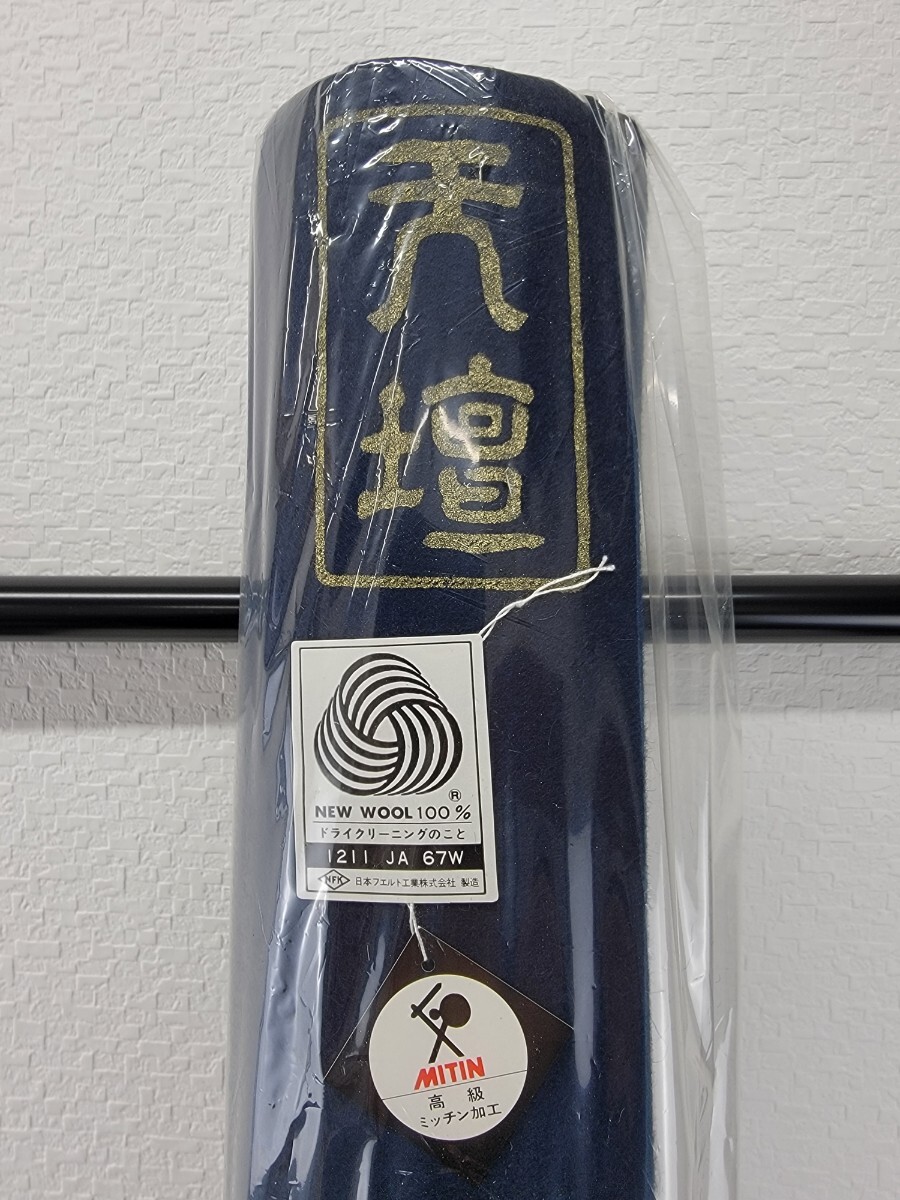 天
壇
®
NEW WOOL 100%
ドライクリーニングのこと
1211 JA 67W
NFK 日本フエルト工業株式会社 製造
MITIN
高 級
ミッチン加工